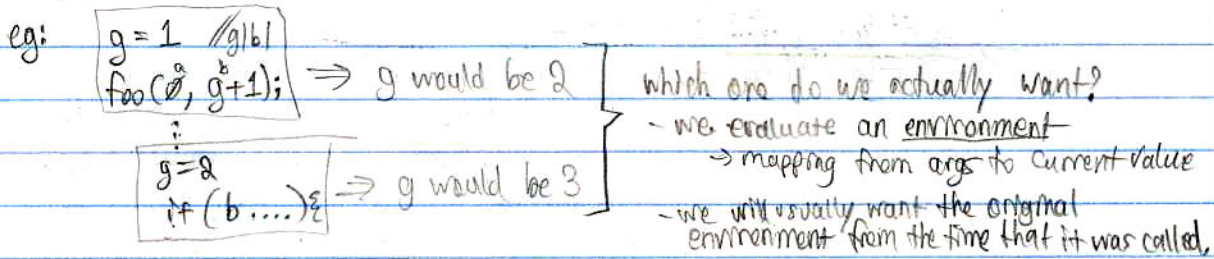 eg:
g = 1 //glbl
foo(0, g+1); ⇒ g would be 2
a b
⋮
g=2
if (b ....){ ⇒ g would be 3
which one do we actually want?
- we evaluate an environment
→ mapping from args to current value
- we will usually want the original
environment from the time that it was called.